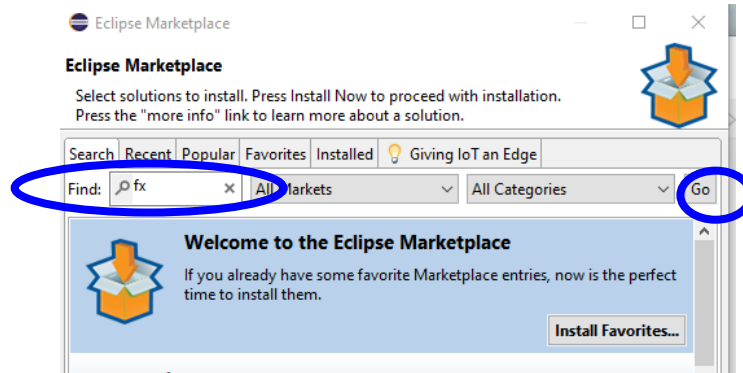 Eclipse Marketplace
Eclipse Marketplace
Select solutions to install. Press Install Now to proceed with installation.
Press the "more info" link to learn more about a solution.
Search Recent Popular Favorites Installed Giving IoT an Edge
Find: fx All Markets All Categories Go
Welcome to the Eclipse Marketplace
If you already have some favorite Marketplace entries, now is the perfect
time to install them.
Install Favorites...